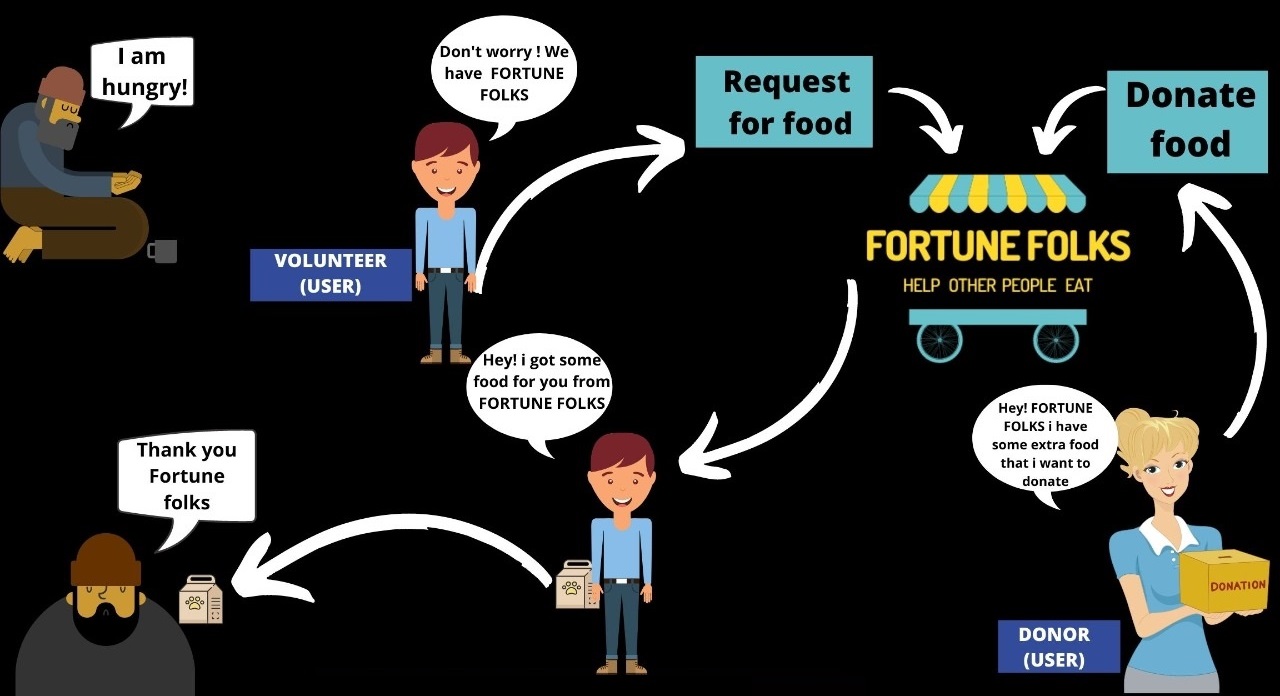 I am
hungry!
Don't worry ! We
have FORTUNE
FOLKS
VOLUNTEER
(USER)
Request
for food
Donate
food
FORTUNE FOLKS
HELP OTHER PEOPLE EAT
Hey! FORTUNE
FOLKS i have
some extra food
that i want to
donate
DONATION
DONOR
(USER)
Hey! i got some
food for you from
FORTUNE FOLKS
Thank you
Fortune
folks